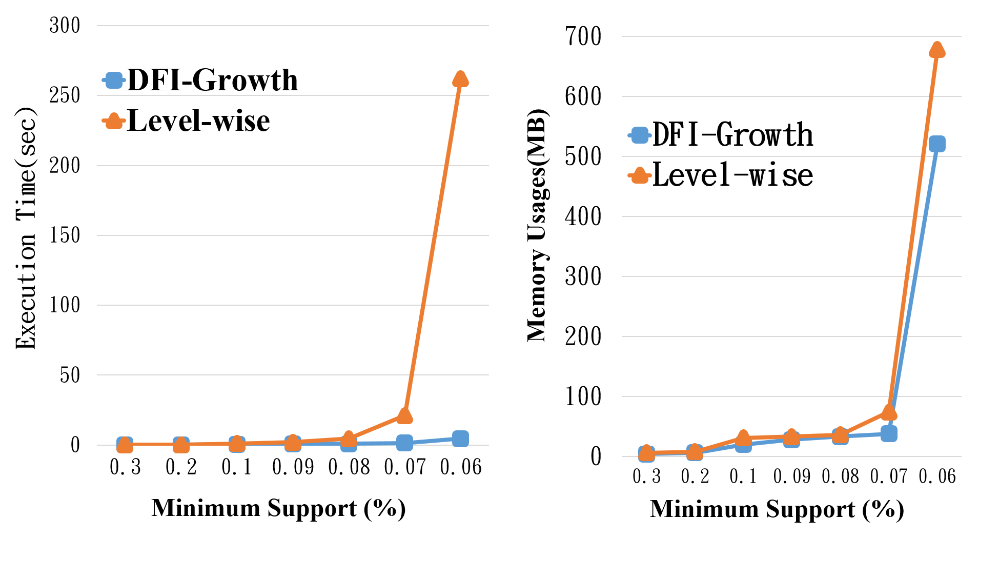 300
250
200
150
100
50
0
Execution Time(sec)
DFI-Growth
Level-wise
0.3 0.2 0.1 0.09 0.08 0.07 0.06
Minimum Support (%)
700
600
500
400
300
200
100
0
Memory Usages(MB)
DFI-Growth
Level-wise
0.3 0.2 0.1 0.09 0.08 0.07 0.06
Minimum Support (%)